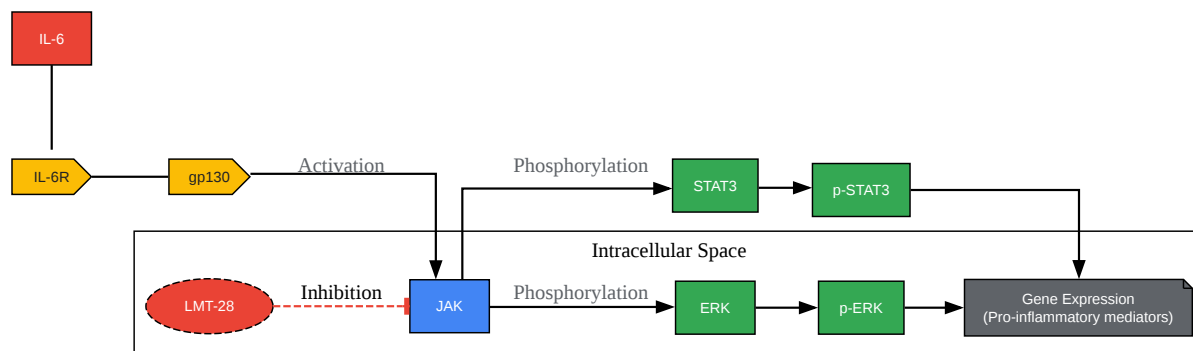 IL-6
IL-6R
gp130
Activation
Phosphorylation
STAT3
p-STAT3
Intracellular Space
LMT-28
Inhibition
JAK
Phosphorylation
ERK
p-ERK
Gene Expression
(Pro-inflammatory mediators)